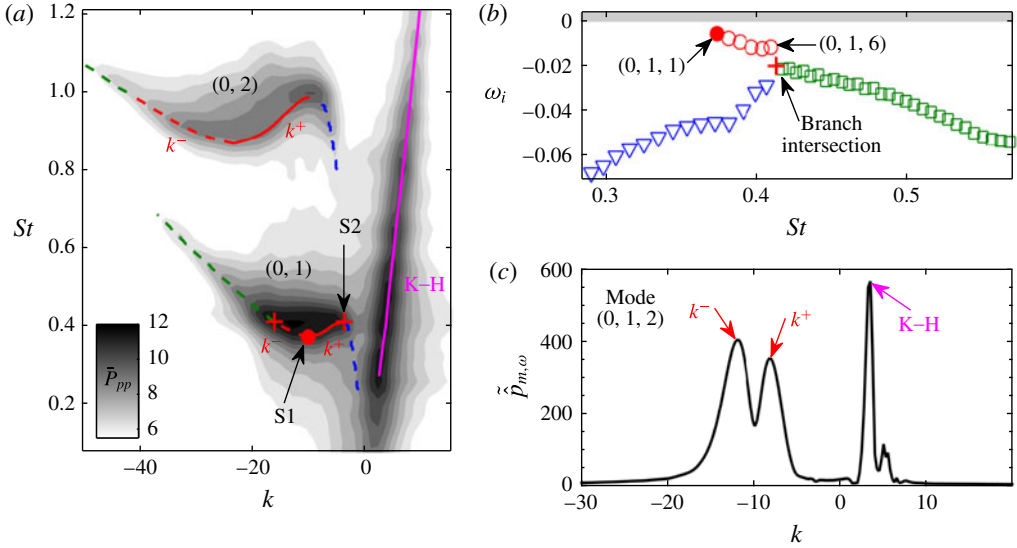 (a)
1.2
1.0
0.8
0.6
0.4
0.2
St
(0, 2)
k−
k+
S2
(0, 1)
K–H
k−
k+
S1
12
10
8
6
P̄pp
−40
−20
0
k
(b)
0
−0.02
−0.04
−0.06
ωi
(0, 1, 1)
(0, 1, 6)
Branch
intersection
0.3
0.4
0.5
St
(c)
600
400
200
0
p̃̂m,ω
Mode
(0, 1, 2)
k−
k+
K–H
−30
−20
−10
0
10
k